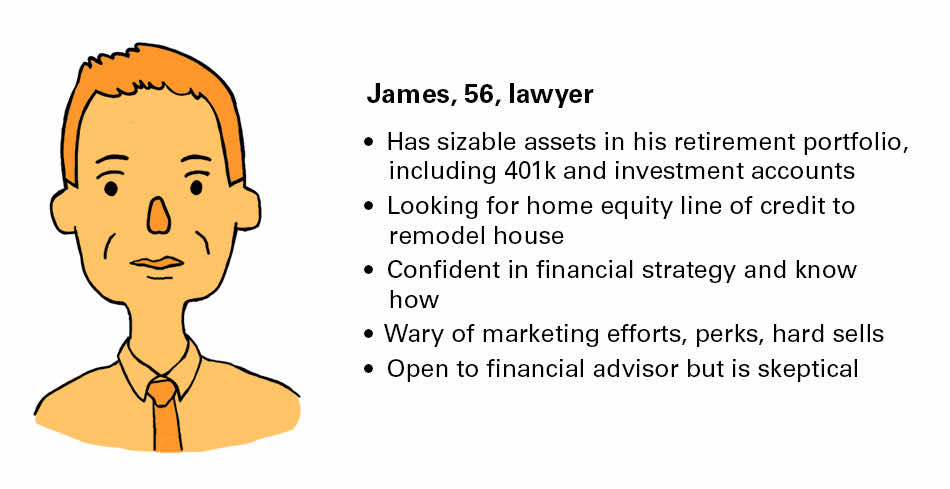 James, 56, lawyer
• Has sizable assets in his retirement portfolio,
including 401k and investment accounts
• Looking for home equity line of credit to
remodel house
• Confident in financial strategy and know
how
• Wary of marketing efforts, perks, hard sells
• Open to financial advisor but is skeptical